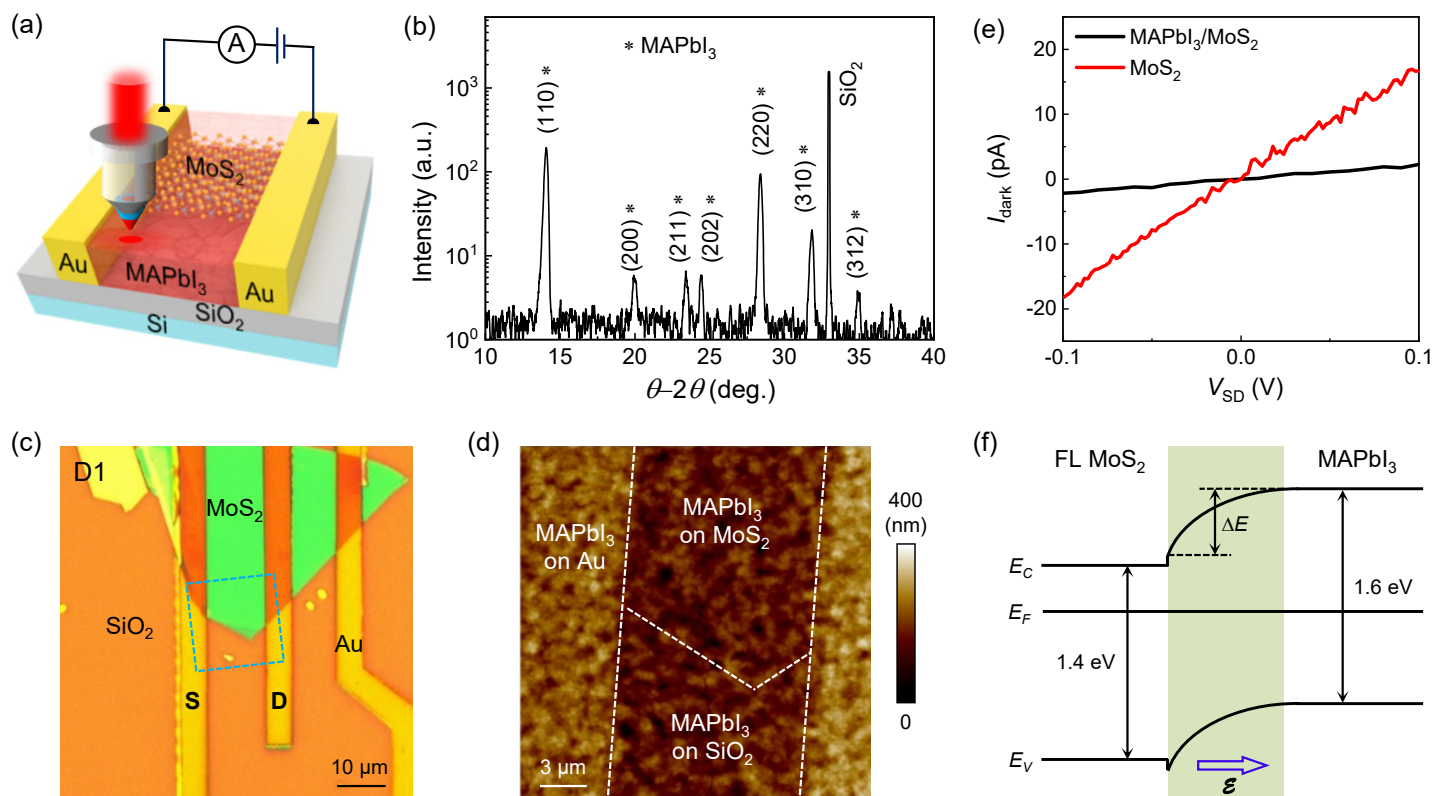 (a)
A
MoS2
Au
MAPbI3
Au
SiO2
Si
(b)
* MAPbI3
Intensity (a.u.)
10^3
10^2
10^1
10^0
(110) *
(200) *
(211) *
(202) *
(220) *
(310) *
SiO2
(312) *
10 15 20 25 30 35 40
θ–2θ (deg.)
(e)
MAPbI3/MoS2
MoS2
Idark (pA)
20
10
0
-10
-20
-0.1 0.0 0.1
VSD (V)
(c)
D1
MoS2
SiO2
Au
S
D
10 µm
(d)
MAPbI3
on Au
MAPbI3
on MoS2
MAPbI3
on SiO2
3 µm
400
(nm)
0
(f)
FL MoS2
MAPbI3
ΔE
EC
EF
EV
1.4 eV
1.6 eV
ε